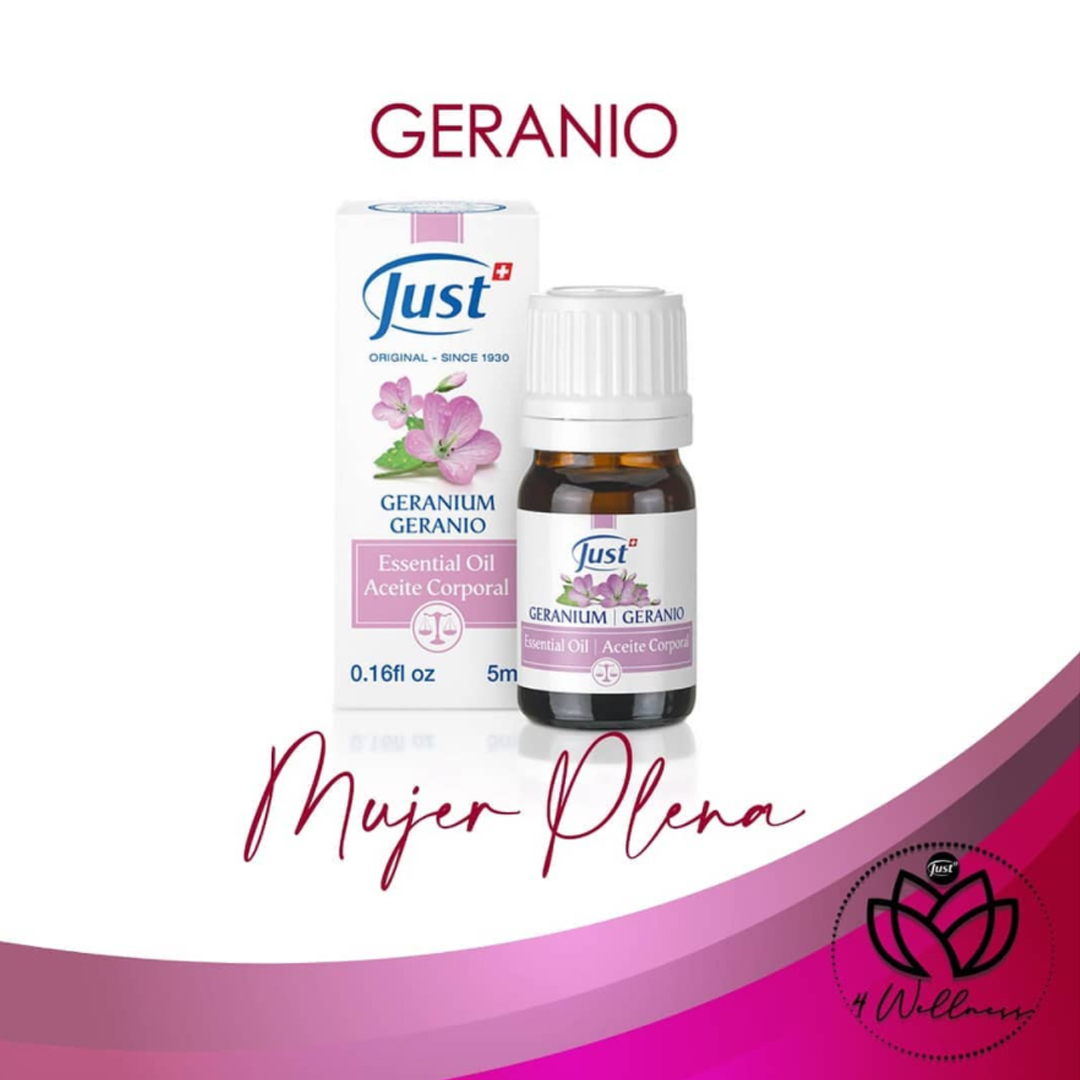 GERANIO
Just
ORIGINAL - SINCE 1930
GERANIUM
GERANIO
Essential Oil
Aceite Corporal
0.16fl oz 5m
Just
GERANIUM | GERANIO
Essential Oil | Aceite Corporal
Mujer Plena
Just
4 Wellness